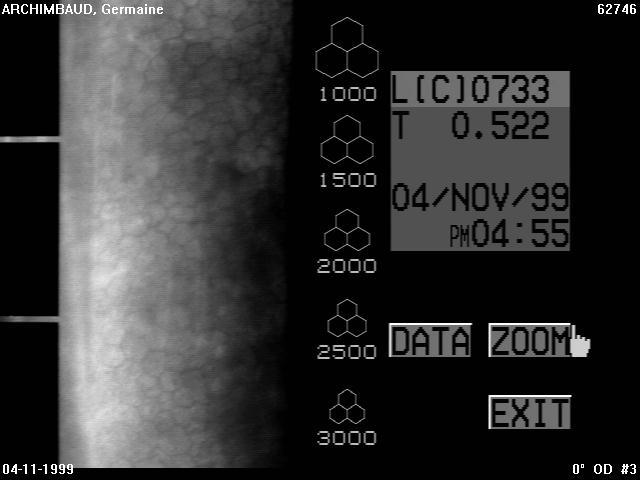 ARCHIMBAUD, Germaine
62746
1000
1500
2000
2500
3000
L(C)0733
T 0.522
04/NOV/99
PM04:55
DATA
ZOOM
EXIT
04-11-1999
0° OD #3